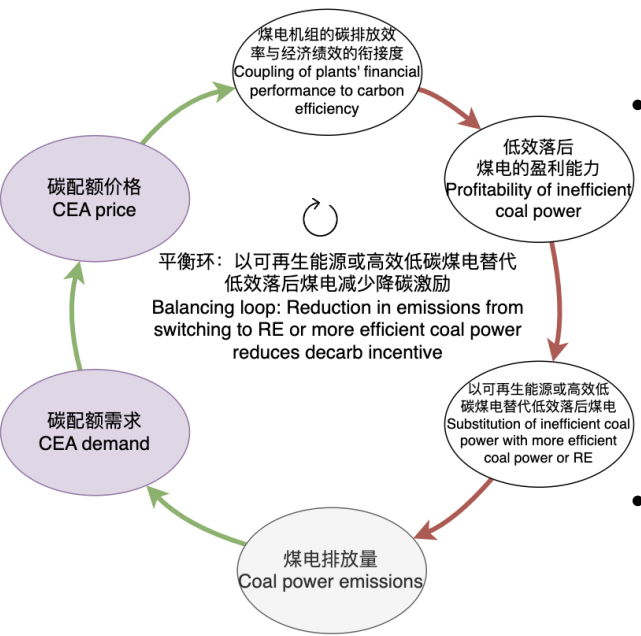 煤电机组的碳排放效
率与经济绩效的衔接度
Coupling of plants' financial
performance to carbon
efficiency
低效落后
煤电的盈利能力
Profitability of inefficient
coal power
碳配额价格
CEA price
平衡环：以可再生能源或高效低碳煤电替代
低效落后煤电减少降碳激励
Balancing loop: Reduction in emissions from
switching to RE or more efficient coal power
reduces decarb incentive
以可再生能源或高效低
碳煤电替代低效落后煤电
Substitution of inefficient coal
power with more efficient
coal power or RE
碳配额需求
CEA demand
煤电排放量
Coal power emissions